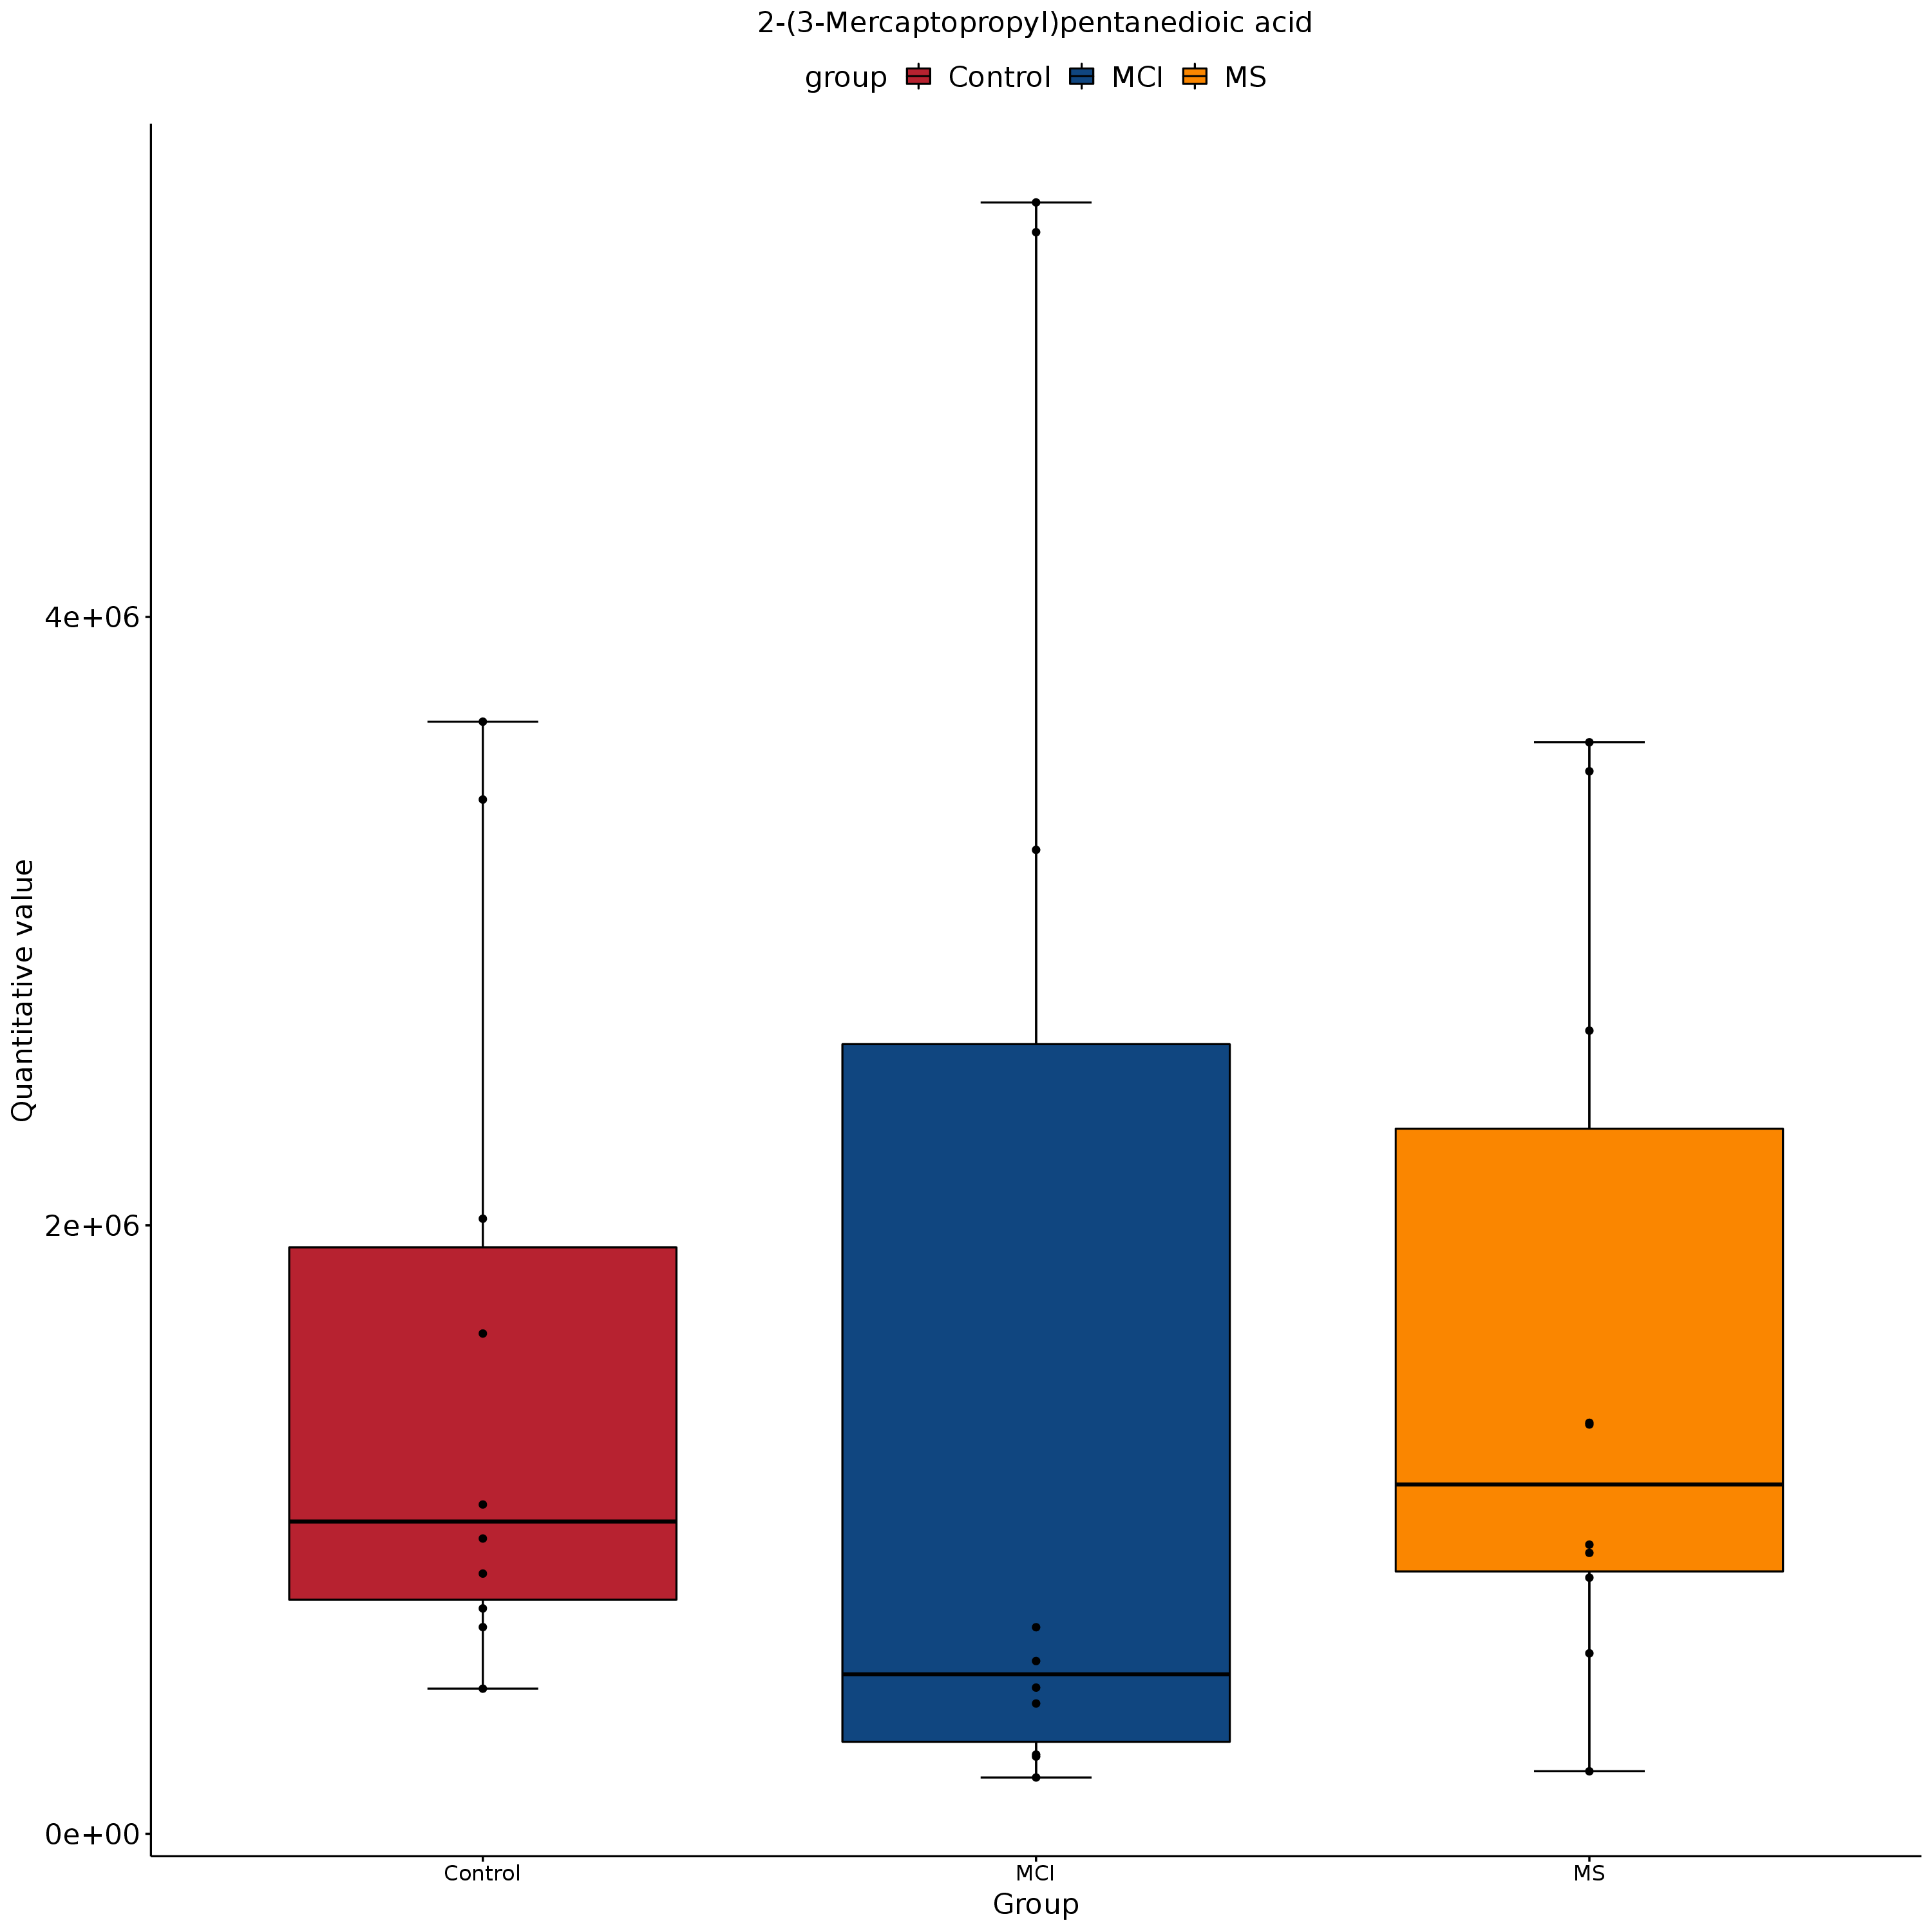 2-(3-Mercaptopropyl)pentanedioic acid
group Control MCI MS
Quantitative value
4e+06
2e+06
0e+00
Control MCI MS
Group